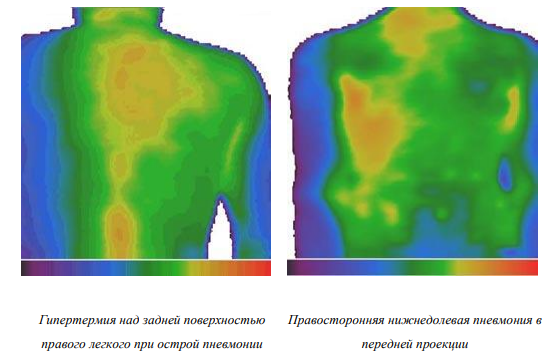 Гипертермия над задней поверхностью
правого легкого при острой пневмонии
Правосторонняя нижнедолевая пневмония в
передней проекции